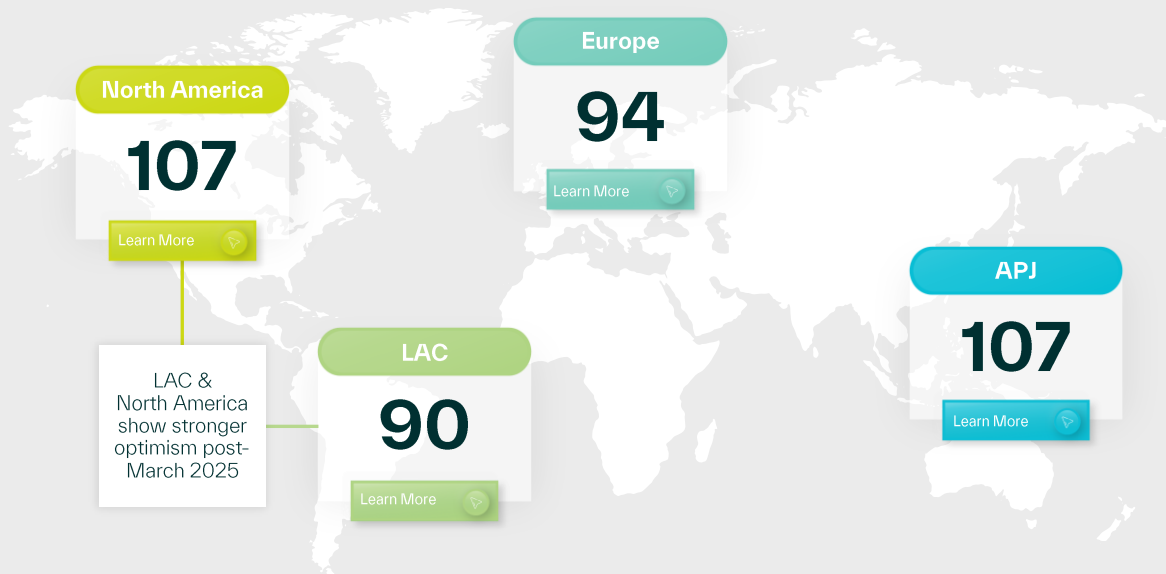 Europe
94
Learn More
North America
107
Learn More
APJ
107
Learn More
LAC
90
Learn More
LAC &
North America
show stronger
optimism post-
March 2025